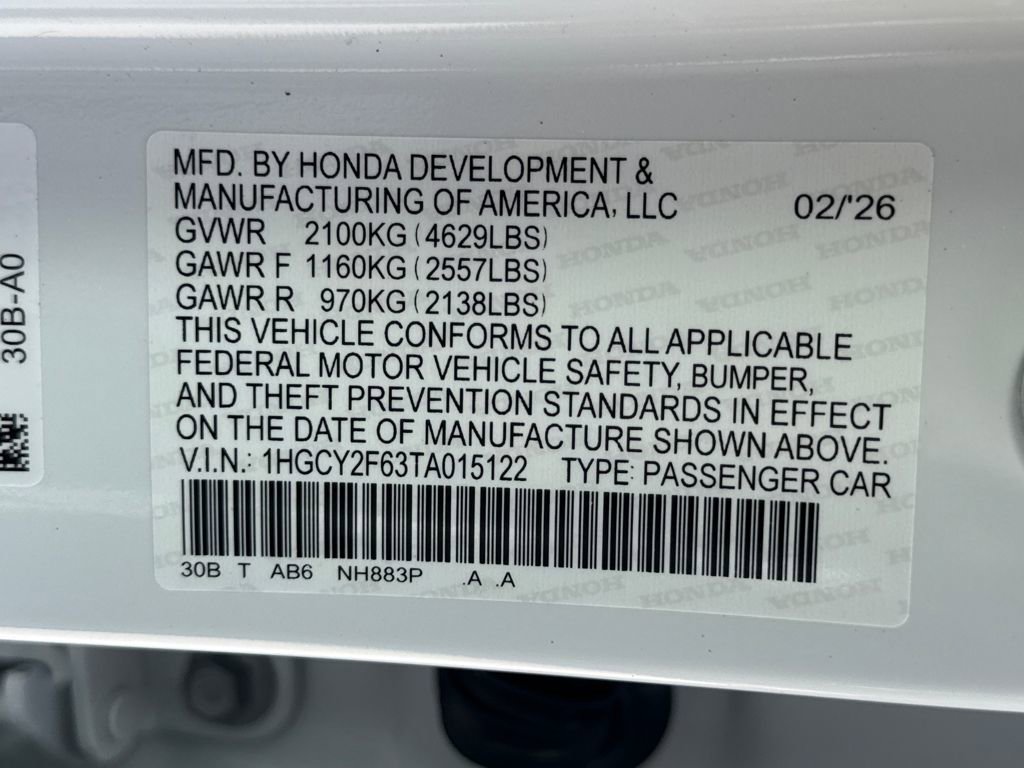 MFD. BY HONDA DEVELOPMENT &
MANUFACTURING OF AMERICA, LLC 02/'26
GVWR 2100KG (4629LBS)
GAWR F 1160KG (2557LBS)
GAWR R 970KG (2138LBS)
THIS VEHICLE CONFORMS TO ALL APPLICABLE
FEDERAL MOTOR VEHICLE SAFETY, BUMPER,
AND THEFT PREVENTION STANDARDS IN EFFECT
ON THE DATE OF MANUFACTURE SHOWN ABOVE.
V.I.N.: 1HGCY2F63TA015122 TYPE: PASSENGER CAR
30B T AB6 NH883P .A .A
30B-A0